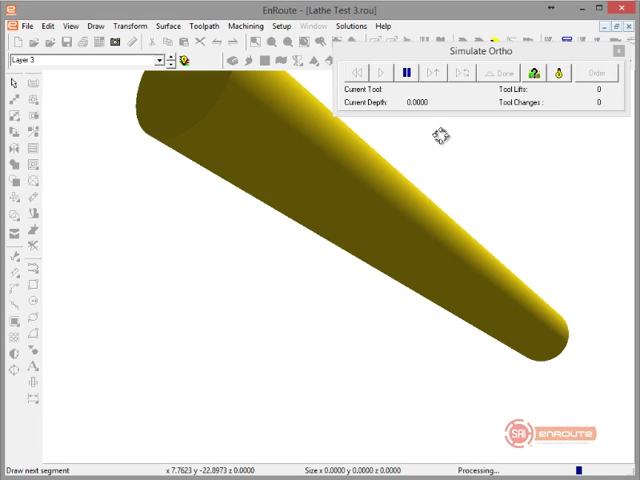 EnRoute - [Lathe Test 3.rou]
File Edit View Draw Transform Surface Toolpath Machining Setup Window Solutions Help
Layer 3
Simulate Ortho
Done
Order
Current Tool: Tool Lifts: 0
Current Depth: 0.0000 Tool Changes : 0
SAi ENROUTE
Draw next segment x 7.7623 y -22.8973 z 0.0000 Size x 0.0000 y 0.0000 z 0.0000 Processing...